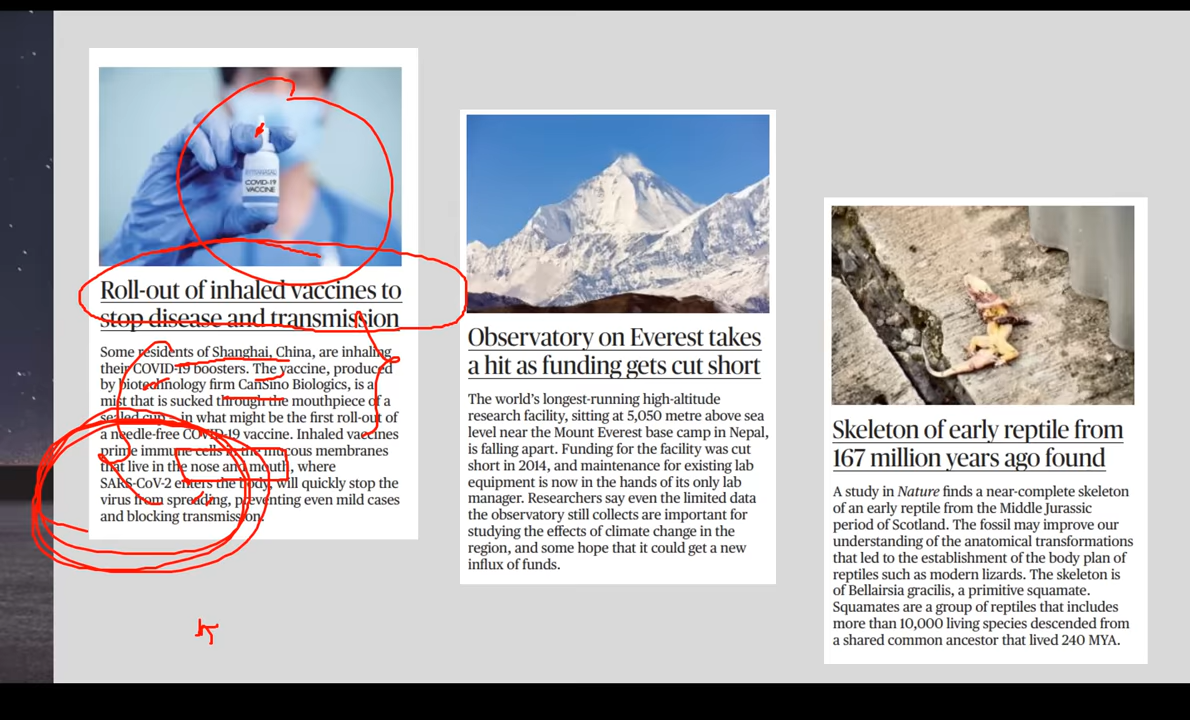 COVID-19
VACCINE
Roll-out of inhaled vaccines to
stop disease and transmission
Some residents of Shanghai, China, are inhaling
their COVID-19 boosters. The vaccine, produced
by biotechnology firm CanSino Biologics, is a
mist that is sucked through the mouthpiece of a
sealed cup – in what might be the first roll-out of
a needle-free COVID-19 vaccine. Inhaled vaccines
prime immune cells in the mucous membranes
that live in the nose and mouth, where
SARS-CoV-2 enters the body, will quickly stop the
virus from spreading, preventing even mild cases
and blocking transmission.
Observatory on Everest takes
a hit as funding gets cut short
The world's longest-running high-altitude
research facility, sitting at 5,050 metre above sea
level near the Mount Everest base camp in Nepal,
is falling apart. Funding for the facility was cut
short in 2014, and maintenance for existing lab
equipment is now in the hands of its only lab
manager. Researchers say even the limited data
the observatory still collects are important for
studying the effects of climate change in the
region, and some hope that it could get a new
influx of funds.
Skeleton of early reptile from
167 million years ago found
A study in Nature finds a near-complete skeleton
of an early reptile from the Middle Jurassic
period of Scotland. The fossil may improve our
understanding of the anatomical transformations
that led to the establishment of the body plan of
reptiles such as modern lizards. The skeleton is
of Bellairsia gracilis, a primitive squamate.
Squamates are a group of reptiles that includes
more than 10,000 living species descended from
a shared common ancestor that lived 240 MYA.